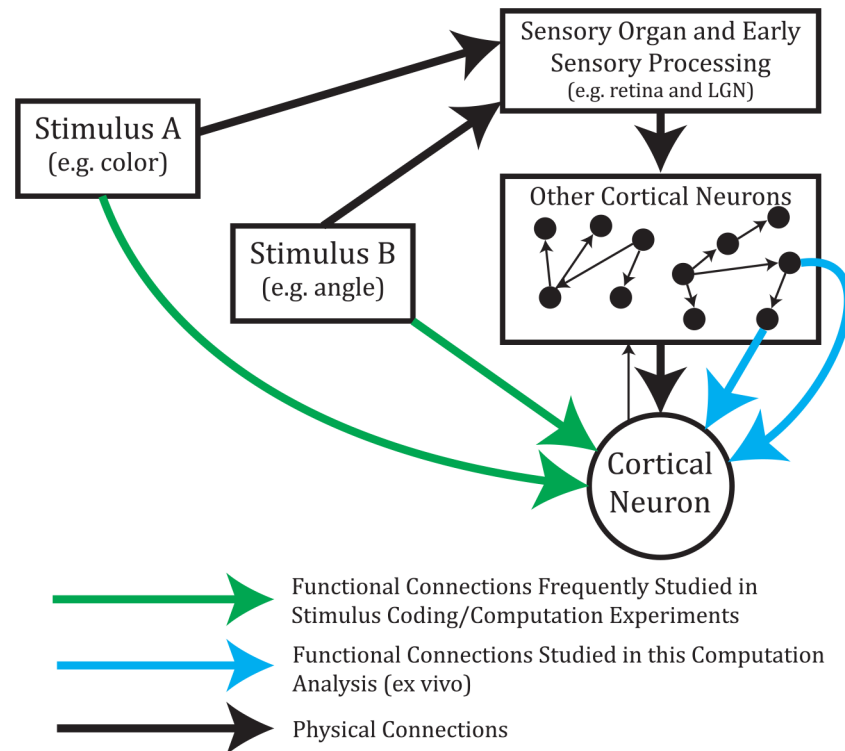 Sensory Organ and Early
Sensory Processing
(e.g. retina and LGN)
Stimulus A
(e.g. color)
Other Cortical Neurons
Stimulus B
(e.g. angle)
Cortical
Neuron
Functional Connections Frequently Studied in
Stimulus Coding/Computation Experiments
Functional Connections Studied in this Computation
Analysis (ex vivo)
Physical Connections